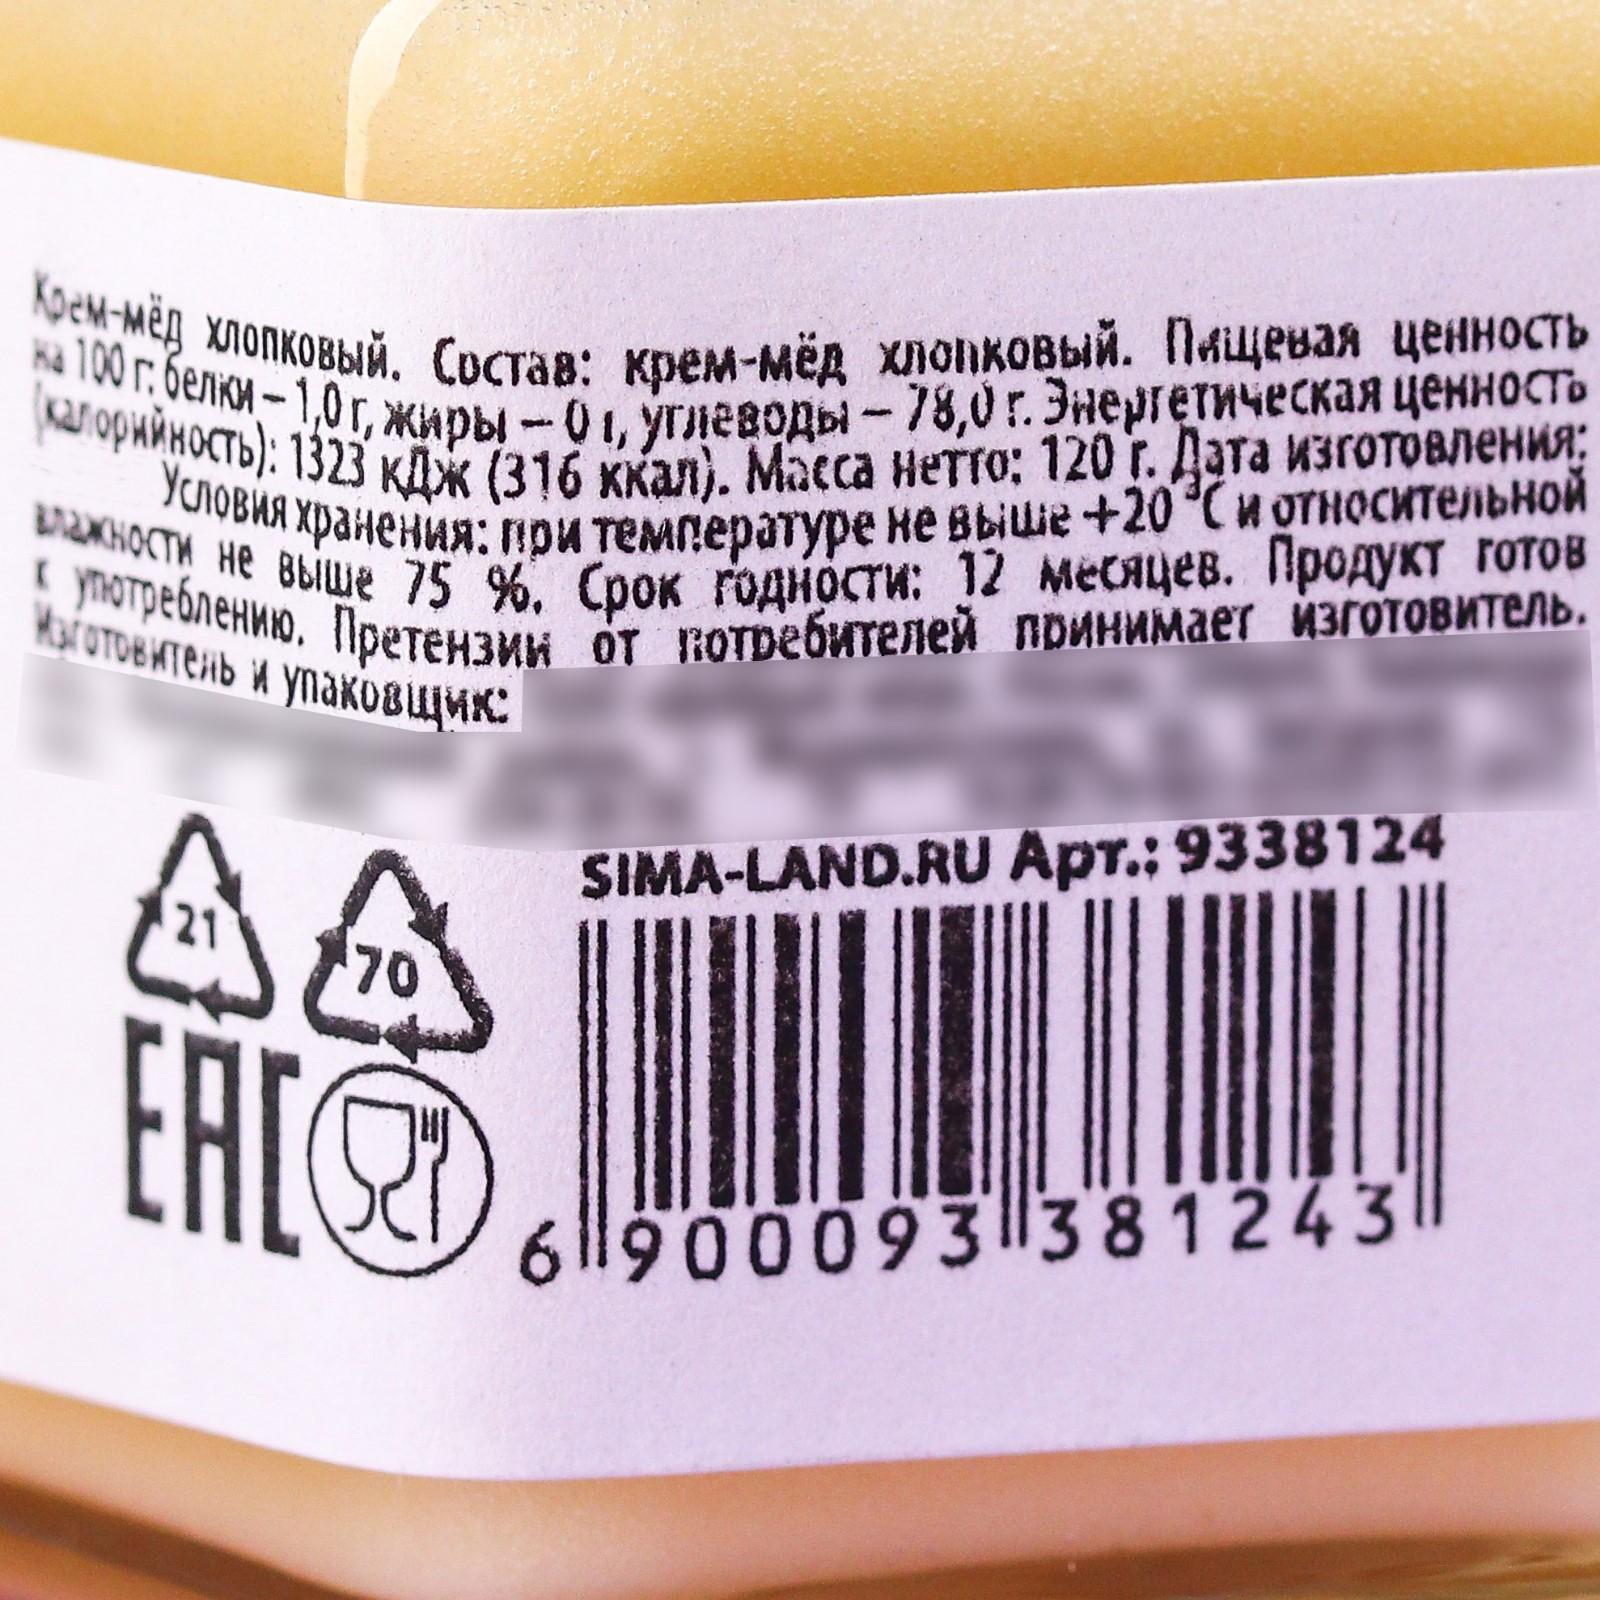 Крем-мёд хлопковый. Состав: крем-мёд хлопковый. Пищевая ценность
на 100 г: белки – 1,0 г, жиры – 0 г, углеводы – 78,0 г. Энергетическая ценность
(калорийность): 1323 кДж (316 ккал). Масса нетто: 120 г. Дата изготовления:
Условия хранения: при температуре не выше +20 °С и относительной
влажности не выше 75 %. Срок годности: 12 месяцев. Продукт готов
к употреблению. Претензии от потребителей принимает изготовитель.
Изготовитель и упаковщик:
SIMA-LAND.RU Арт.: 9338124
21
70
EAC
6 900093 381243